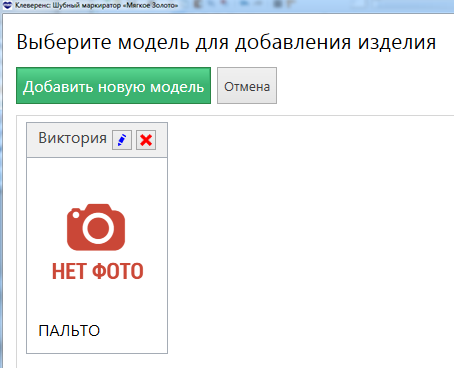 Клеверенс: Шубный маркиратор «Мягкое Золото»
Выберите модель для добавления изделия
Добавить новую модель
Отмена
Виктория
НЕТ ФОТО
ПАЛЬТО